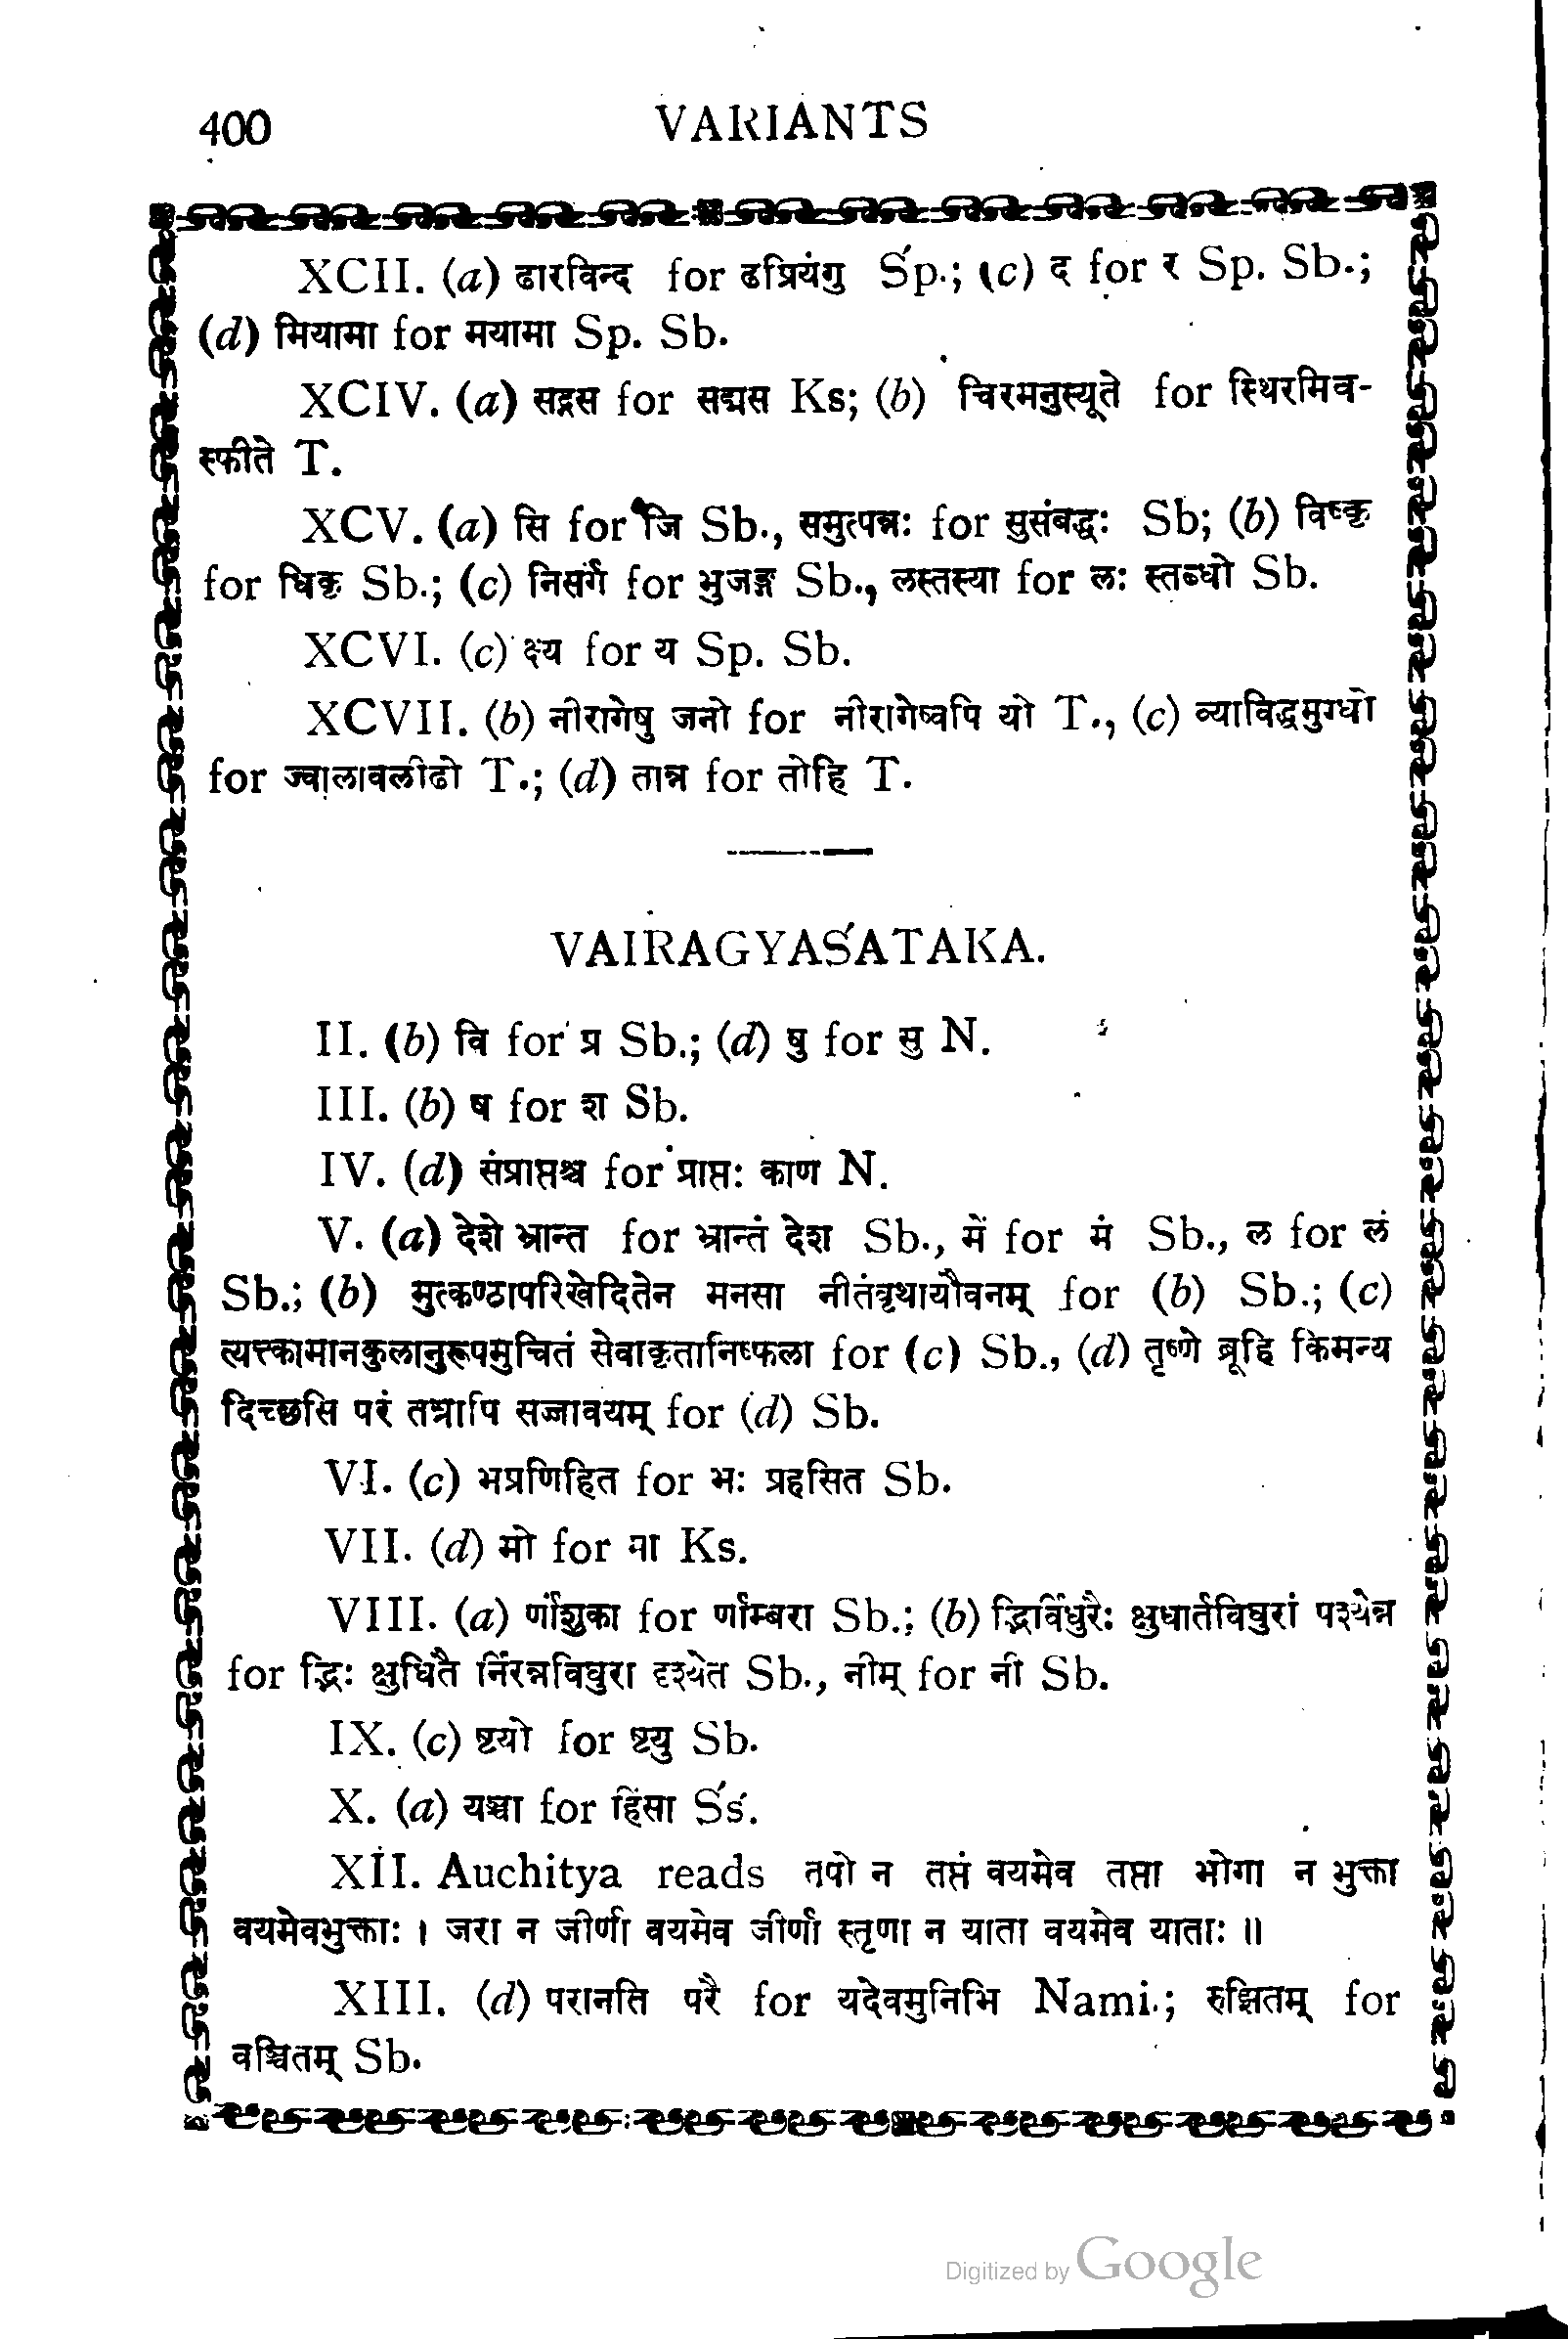 400 VARIANTS
XCII. (a) ढारविन्द for ढप्रियंगु Śp.; (c) द for र Sp. Sb.;
(d) मियामा for मयामा Sp. Sb.
XCIV. (a) सद्गस for सद्मस Ks; (b) चिरमनुस्यूते for स्थिरमिव-
स्फीते T.
XCV. (a) सि for जि Sb., समुत्पन्नः for सुसंबद्धः Sb; (b) विष्कृ
for धिकृ Sb.; (c) निसर्ग for भुजङ्ग Sb., लस्तस्या for लः स्तब्धो Sb.
XCVI. (c) क्ष्य for य Sp. Sb.
XCVII. (b) नीरागेषु जनो for नीरागेष्वपि यो T., (c) व्याविद्धमुग्धो
for ज्वालावलीढो T.; (d) तान्न for तोहि T.
VAIRAGYAŚATAKA.
II. (b) वि for प्र Sb.; (d) षु for सु N.
III. (b) ष for श Sb.
IV. (d) संप्राप्तश्च for प्राप्तः काण N.
V. (a) देशे भ्रान्त for भ्रान्तं देश Sb., में for मं Sb., ल for लं
Sb.; (b) मुत्कण्ठापरिखेदितेन मनसा नीतंवृथायौवनम् for (b) Sb.; (c)
त्यत्कामानकुलानुरूपमुचितं सेवाकृतानिष्फला for (c) Sb., (d) तृष्णे ब्रूहि किमन्य
दिच्छसि परं तत्रापि सज्जावयम् for (d) Sb.
VI. (c) भप्रणिहित for भः प्रहसित Sb.
VII. (d) मो for मा Ks.
VIII. (a) र्णांशुका for र्णाम्बरा Sb.; (b) द्भिर्विधुरैः क्षुधार्तविधुरां पश्येन्न
for द्भिः क्षुधितै र्निरन्नविधुरा दृश्येत Sb., नीम् for नी Sb.
IX. (c) ष्टयो for ष्टयु Sb.
X. (a) यञ्चा for हिंसा Śś.
XII. Auchitya reads तपो न तप्तं वयमेव तप्ता भोगा न भुक्ता
वयमेवभुक्ताः । जरा न जीर्णा वयमेव जीर्णा स्तृणा न याता वयमेव याताः ॥
XIII. (d) परानति परै for यदेवमुनिभि Nami.; रुझितम् for
वञ्चितम् Sb.
Digitized by Google